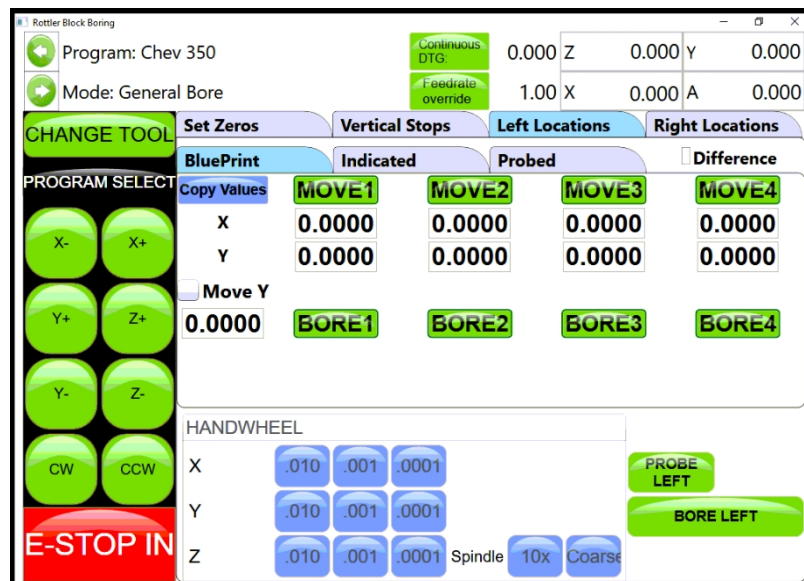 Rottler Block Boring
Program: Chev 350
Continuous DTG: 0.000 Z 0.000 Y 0.000
Mode: General Bore
Feedrate override 1.00 X 0.000 A 0.000
CHANGE TOOL
Set Zeros Vertical Stops Left Locations Right Locations
BluePrint Indicated Probed Difference
PROGRAM SELECT
Copy Values MOVE1 MOVE2 MOVE3 MOVE4
X 0.0000 0.0000 0.0000 0.0000
Y 0.0000 0.0000 0.0000 0.0000
Move Y
0.0000 BORE1 BORE2 BORE3 BORE4
X- X+
Y+ Z+
Y- Z-
CW CCW
E-STOP IN
HANDWHEEL
X .010 .001 .0001
Y .010 .001 .0001
Z .010 .001 .0001 Spindle 10x Coarse
PROBE
LEFT
BORE LEFT